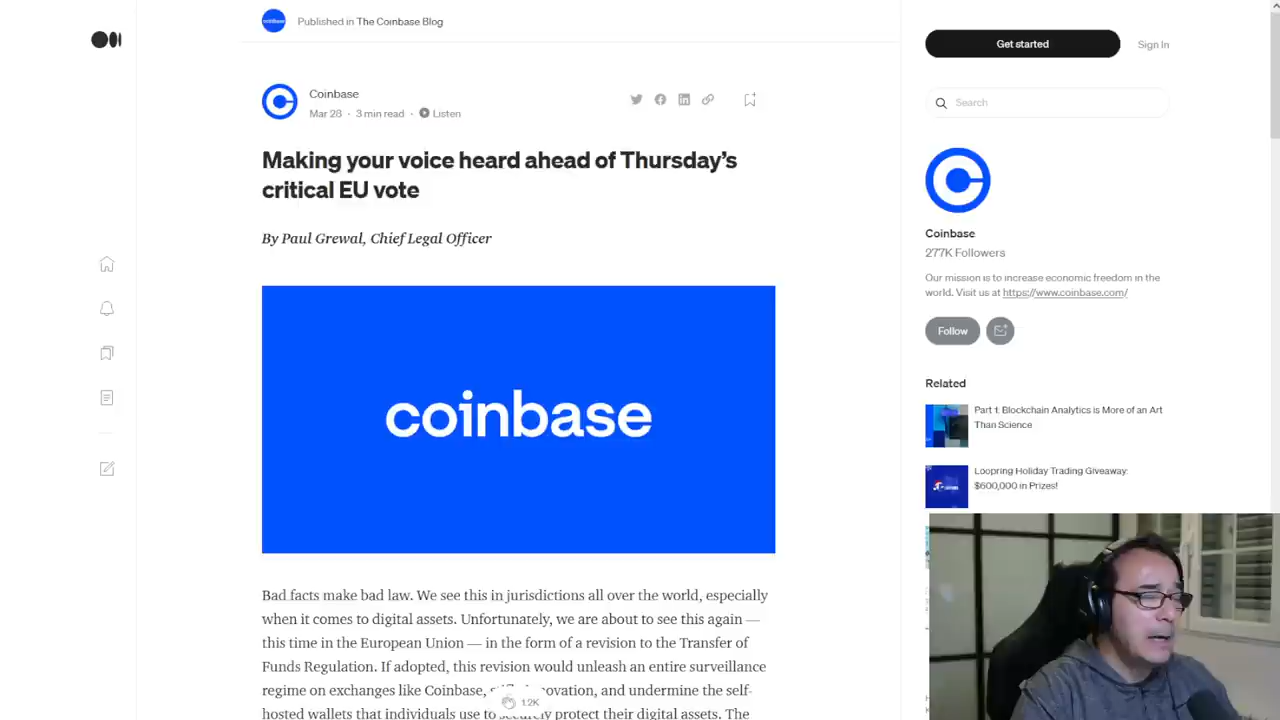 Published in The Coinbase Blog
Get started
Sign In
Coinbase
Mar 28 · 3 min read · Listen
Search
Making your voice heard ahead of Thursday's
critical EU vote
By Paul Grewal, Chief Legal Officer
coinbase
Bad facts make bad law. We see this in jurisdictions all over the world, especially
when it comes to digital assets. Unfortunately, we are about to see this again —
this time in the European Union — in the form of a revision to the Transfer of
Funds Regulation. If adopted, this revision would unleash an entire surveillance
regime on exchanges like Coinbase, innovation, and undermine the self-
hosted wallets that individuals use to securely protect their digital assets. The
1.2K
Coinbase
277K Followers
Our mission is to increase economic freedom in the
world. Visit us at https://www.coinbase.com/
Follow
Related
Part 1: Blockchain Analytics is More of an Art
Than Science
Loopring Holiday Trading Giveaway:
$600,000 in Prizes!